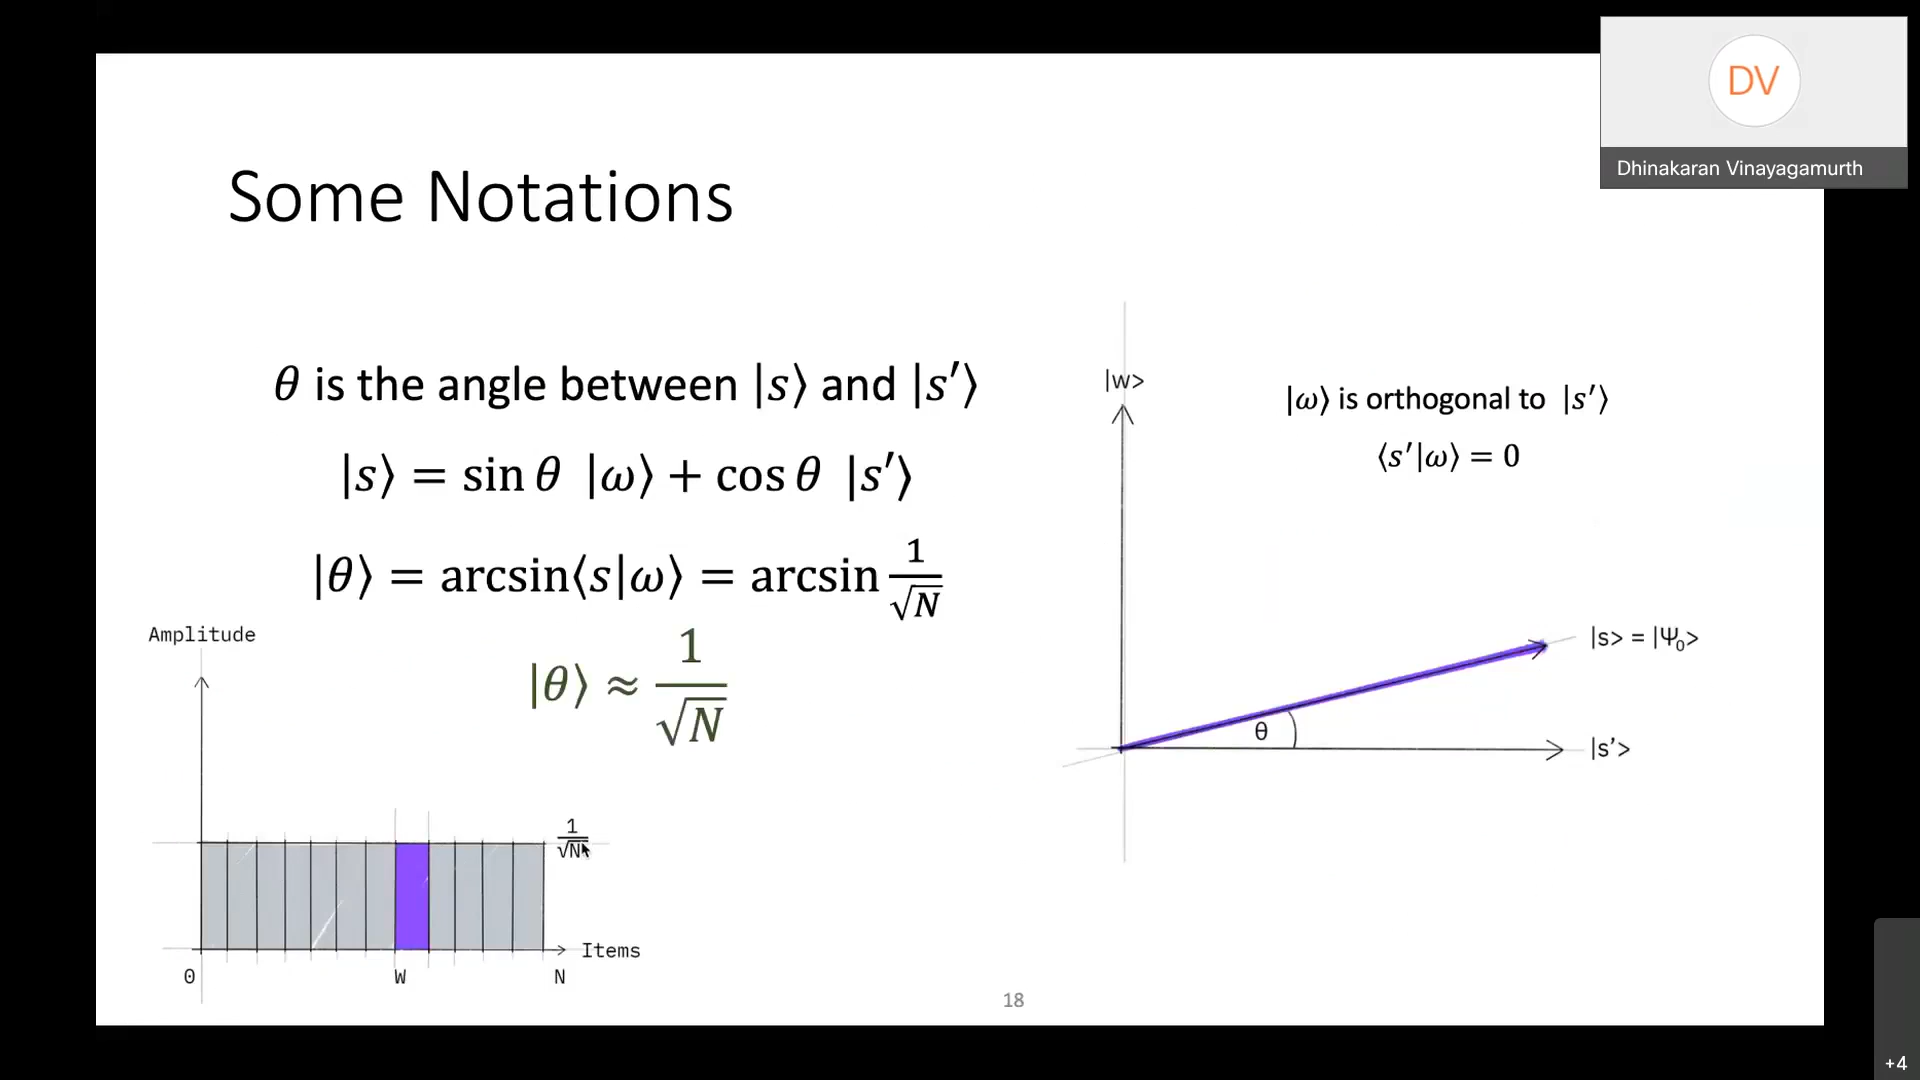 DV
Dhinakaran Vinayagamurth
Some Notations
θ is the angle between |s⟩ and |s′⟩
|s⟩ = sin θ |ω⟩ + cos θ |s′⟩
|θ⟩ = arcsin⟨s|ω⟩ = arcsin 1/√N
|θ⟩ ≈ 1/√N
|w>
|ω⟩ is orthogonal to |s′⟩
⟨s′|ω⟩ = 0
|s> = |Ψ₀>
θ
|s’>
Amplitude
1/√N
Items
0
W
N
18
+4